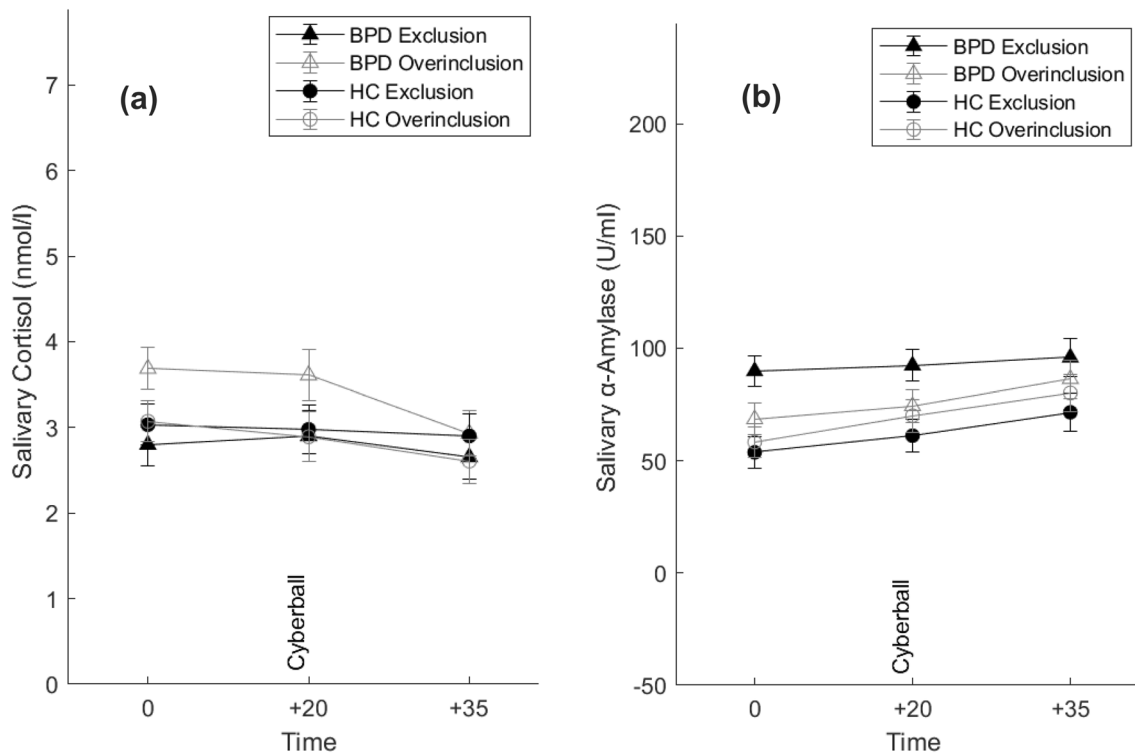 (a)
BPD Exclusion
BPD Overinclusion
HC Exclusion
HC Overinclusion
Salivary Cortisol (nmol/l)
7
6
5
4
3
2
1
0
Cyberball
0 +20 +35
Time
(b)
BPD Exclusion
BPD Overinclusion
HC Exclusion
HC Overinclusion
Salivary α-Amylase (U/ml)
200
150
100
50
0
-50
Cyberball
0 +20 +35
Time